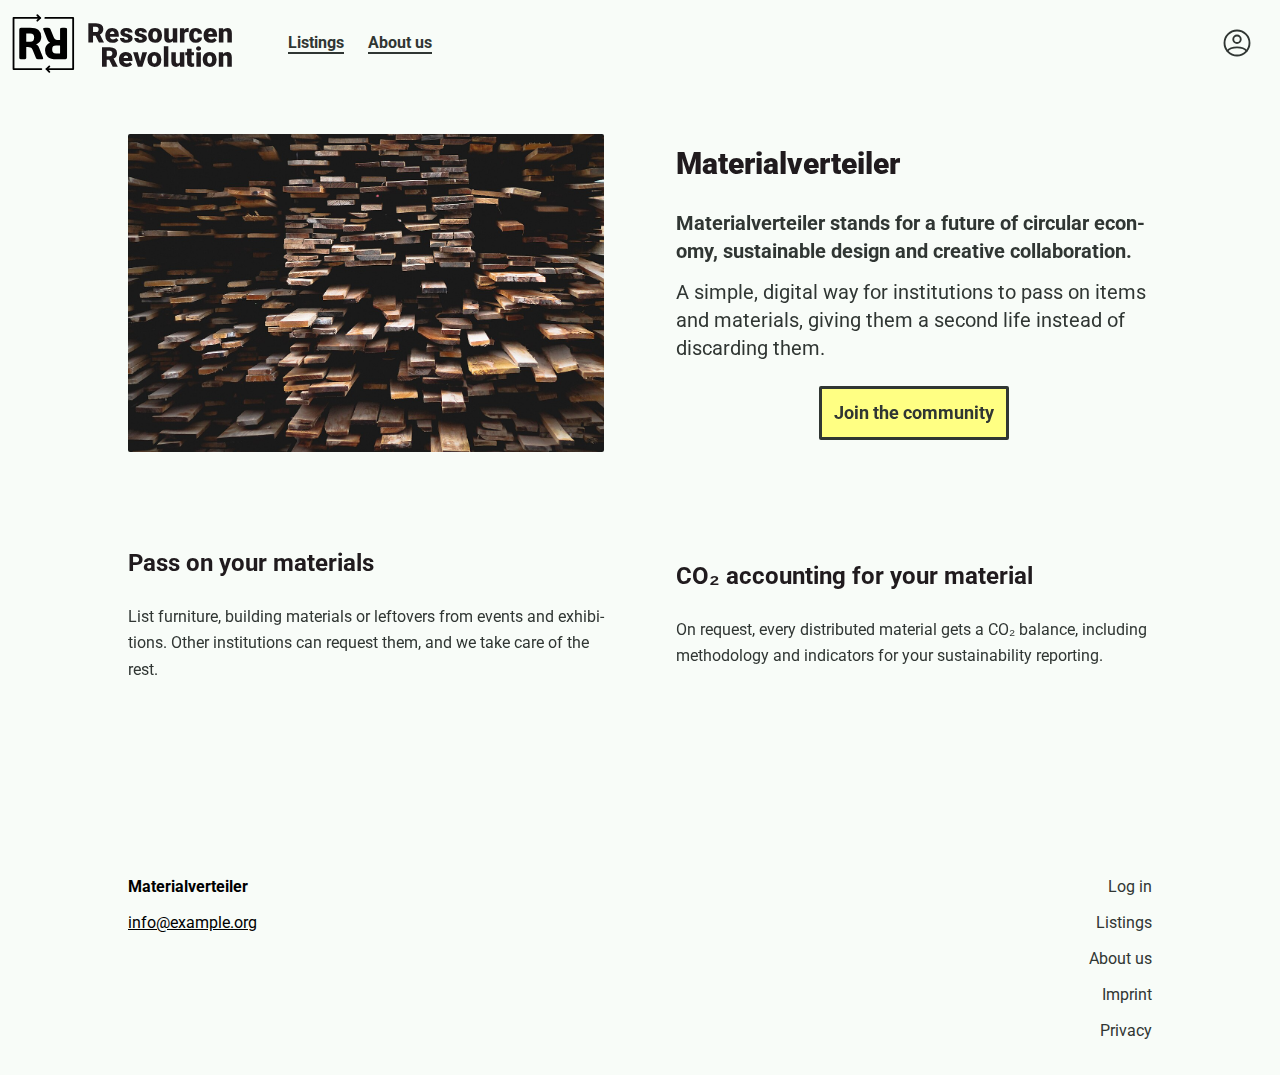 RR
Ressourcen
Revolution
Listings
About us
Materialverteiler
Materialverteiler stands for a future of circular econ-
omy, sustainable design and creative collaboration.
A simple, digital way for institutions to pass on items
and materials, giving them a second life instead of
discarding them.
Join the community
Pass on your materials
List furniture, building materials or leftovers from events and exhibi-
tions. Other institutions can request them, and we take care of the
rest.
CO₂ accounting for your material
On request, every distributed material gets a CO₂ balance, including
methodology and indicators for your sustainability reporting.
Materialverteiler
info@example.org
Log in
Listings
About us
Imprint
Privacy